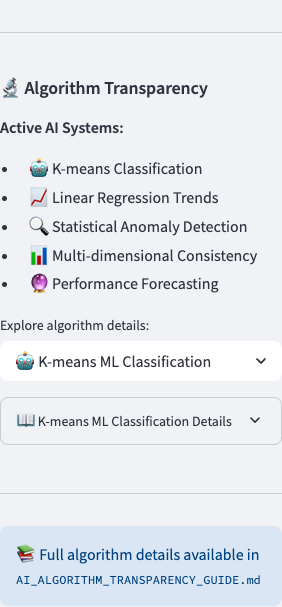 🔬 Algorithm Transparency
Active AI Systems:
• 🤖 K-means Classification
• 📈 Linear Regression Trends
• 🔍 Statistical Anomaly Detection
• 📊 Multi-dimensional Consistency
• 🔮 Performance Forecasting
Explore algorithm details:
🤖 K-means ML Classification
📖 K-means ML Classification Details
📚 Full algorithm details available in
AI_ALGORITHM_TRANSPARENCY_GUIDE.md